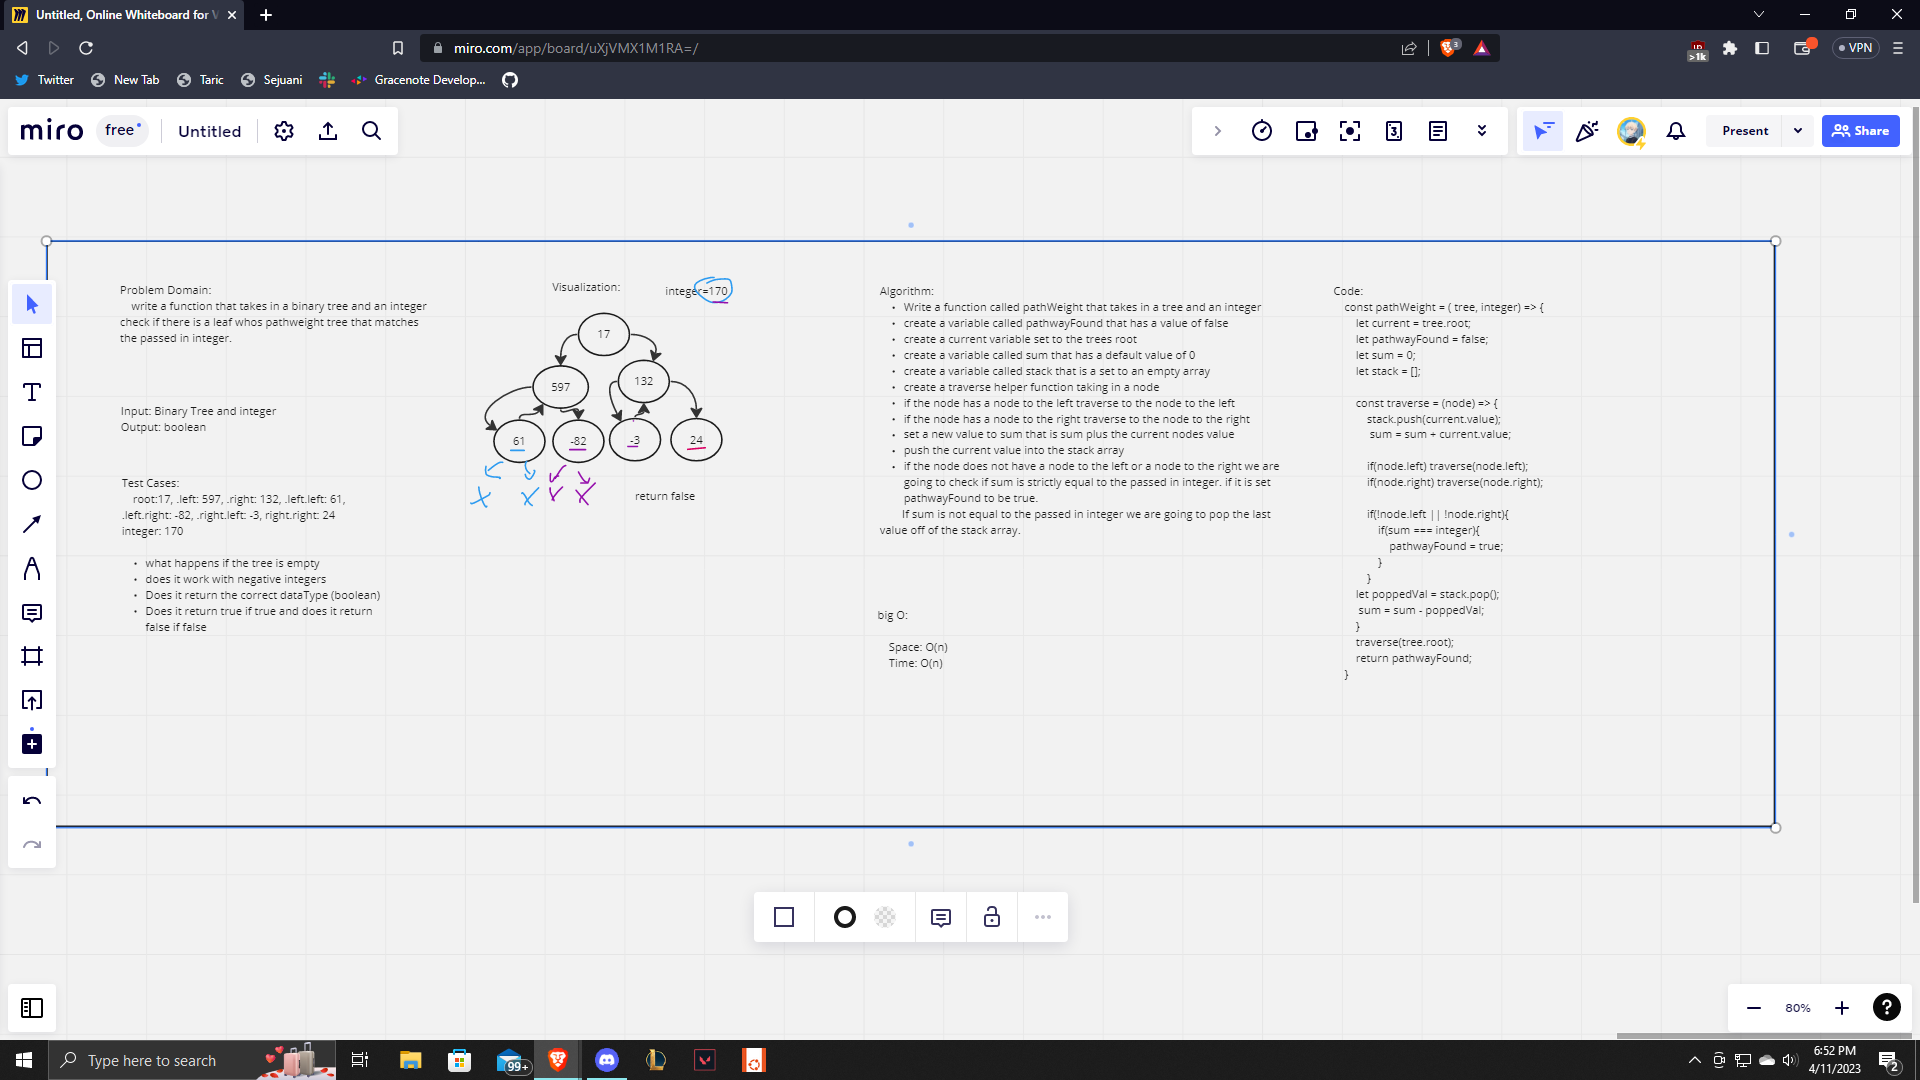 Untitled, Online Whiteboard for V
miro.com/app/board/uXjVMX1M1RA=/
3
>1k
VPN
Twitter
New Tab
Taric
Sejuani
Gracenote Develop...
miro
free
Untitled
3
Present
Share
Problem Domain:
write a function that takes in a binary tree and an integer
check if there is a leaf whos pathweight tree that matches
the passed in integer.
Input: Binary Tree and integer
Output: boolean
Test Cases:
root:17, .left: 597, .right: 132, .left.left: 61,
.left.right: -82, .right.left: -3, right.right: 24
integer: 170
• what happens if the tree is empty
• does it work with negative integers
• Does it return the correct dataType (boolean)
• Does it return true if true and does it return
false if false
Visualization:
integer=170
17
597
132
61
-82
-3
24
X X X X
return false
Algorithm:
• Write a function called pathWeight that takes in a tree and an integer
• create a variable called pathwayFound that has a value of false
• create a current variable set to the trees root
• create a variable called sum that has a default value of 0
• create a variable called stack that is a set to an empty array
• create a traverse helper function taking in a node
• if the node has a node to the left traverse to the node to the left
• if the node has a node to the right traverse to the node to the right
• set a new value to sum that is sum plus the current nodes value
• push the current value into the stack array
• if the node does not have a node to the left or a node to the right we are
going to check if sum is strictly equal to the passed in integer. if it is set
pathwayFound to be true.
If sum is not equal to the passed in integer we are going to pop the last
value off of the stack array.
big O:
Space: O(n)
Time: O(n)
Code:
const pathWeight = ( tree, integer) => {
let current = tree.root;
let pathwayFound = false;
let sum = 0;
let stack = [];
const traverse = (node) => {
stack.push(current.value);
sum = sum + current.value;
if(node.left) traverse(node.left);
if(node.right) traverse(node.right);
if(!node.left || !node.right){
if(sum === integer){
pathwayFound = true;
}
}
let poppedVal = stack.pop();
sum = sum - poppedVal;
}
traverse(tree.root);
return pathwayFound;
}
80%
?
Type here to search
99+
6:52 PM
4/11/2023
2